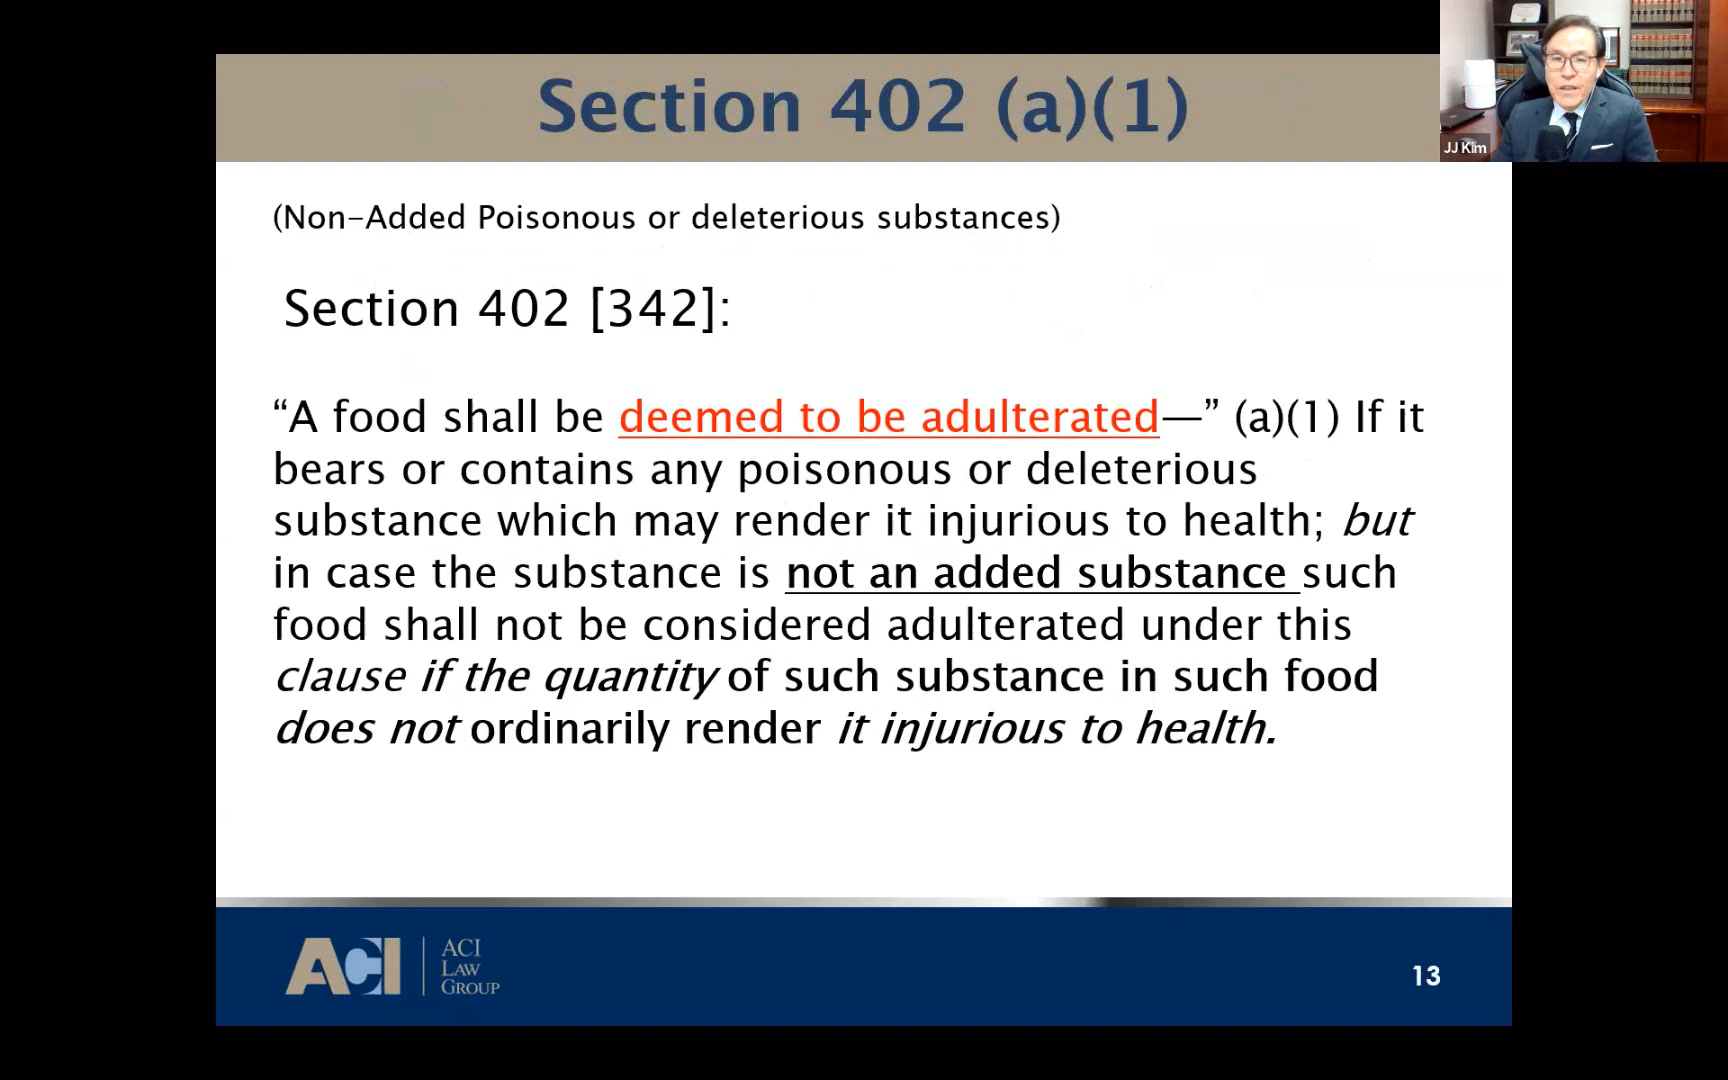 Section 402 (a)(1)
JJ Kim
(Non-Added Poisonous or deleterious substances)
Section 402 [342]:
“A food shall be deemed to be adulterated—” (a)(1) If it
bears or contains any poisonous or deleterious
substance which may render it injurious to health; but
in case the substance is not an added substance such
food shall not be considered adulterated under this
clause if the quantity of such substance in such food
does not ordinarily render it injurious to health.
ACI
ACI
LAW
GROUP
13